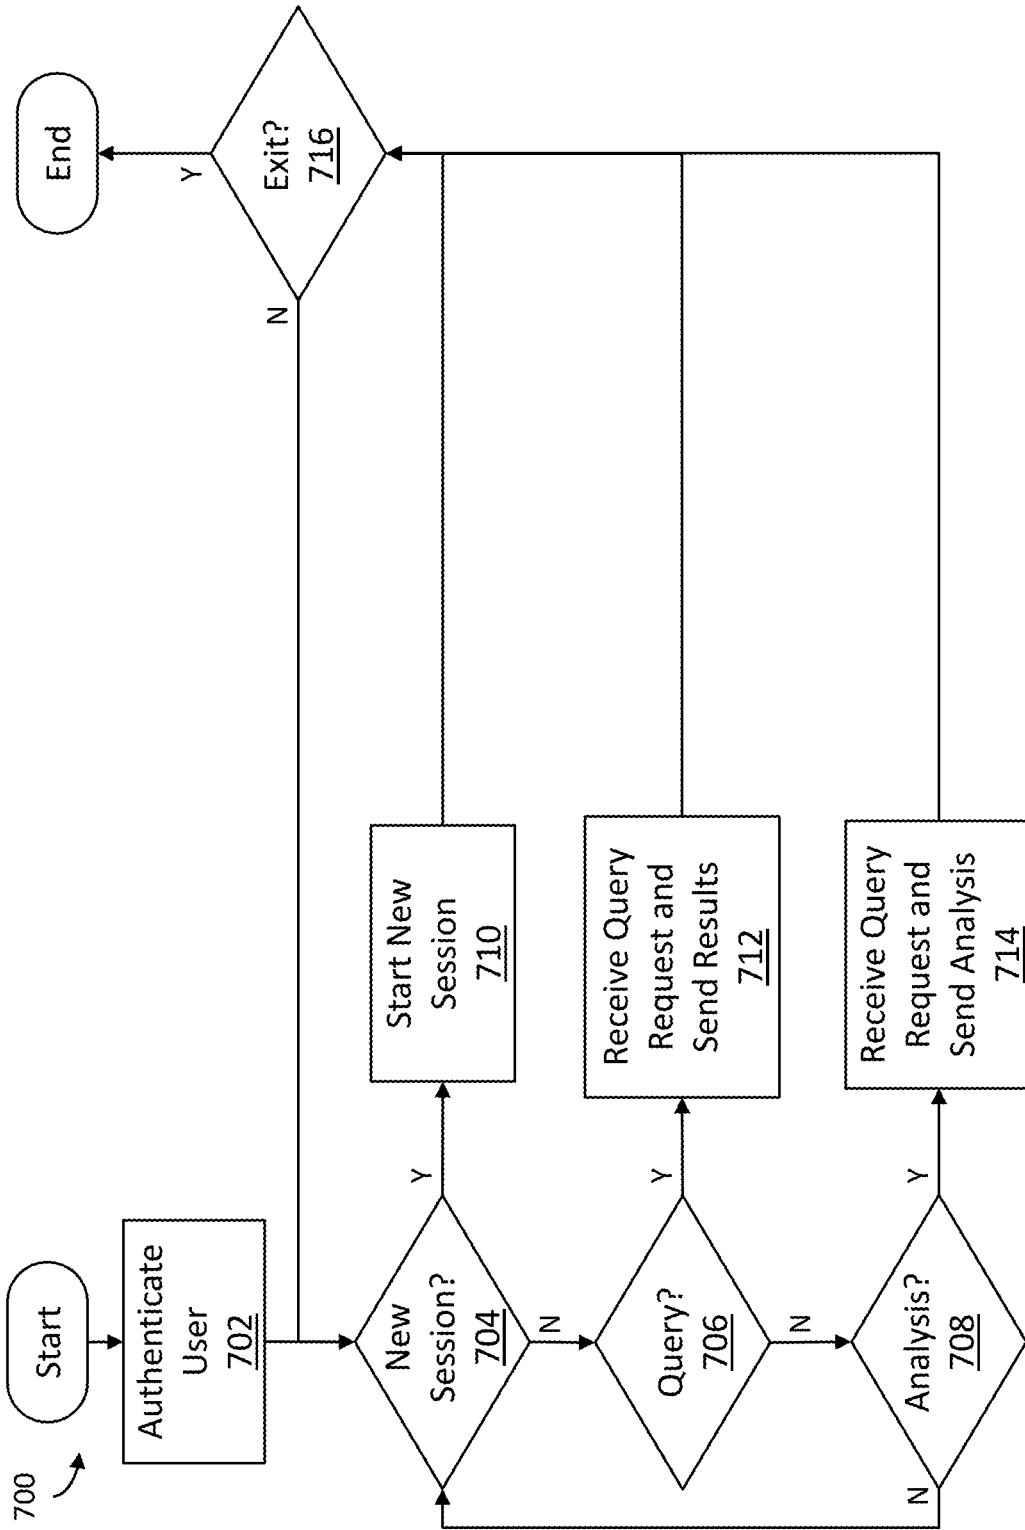 700
Start
Authenticate
User
702
New
Session?
704
Y
N
Start New
Session
710
Query?
706
Y
N
Receive Query
Request and
Send Results
712
Analysis?
708
Y
N
Receive Query
Request and
Send Analysis
714
Exit?
716
N
Y
End